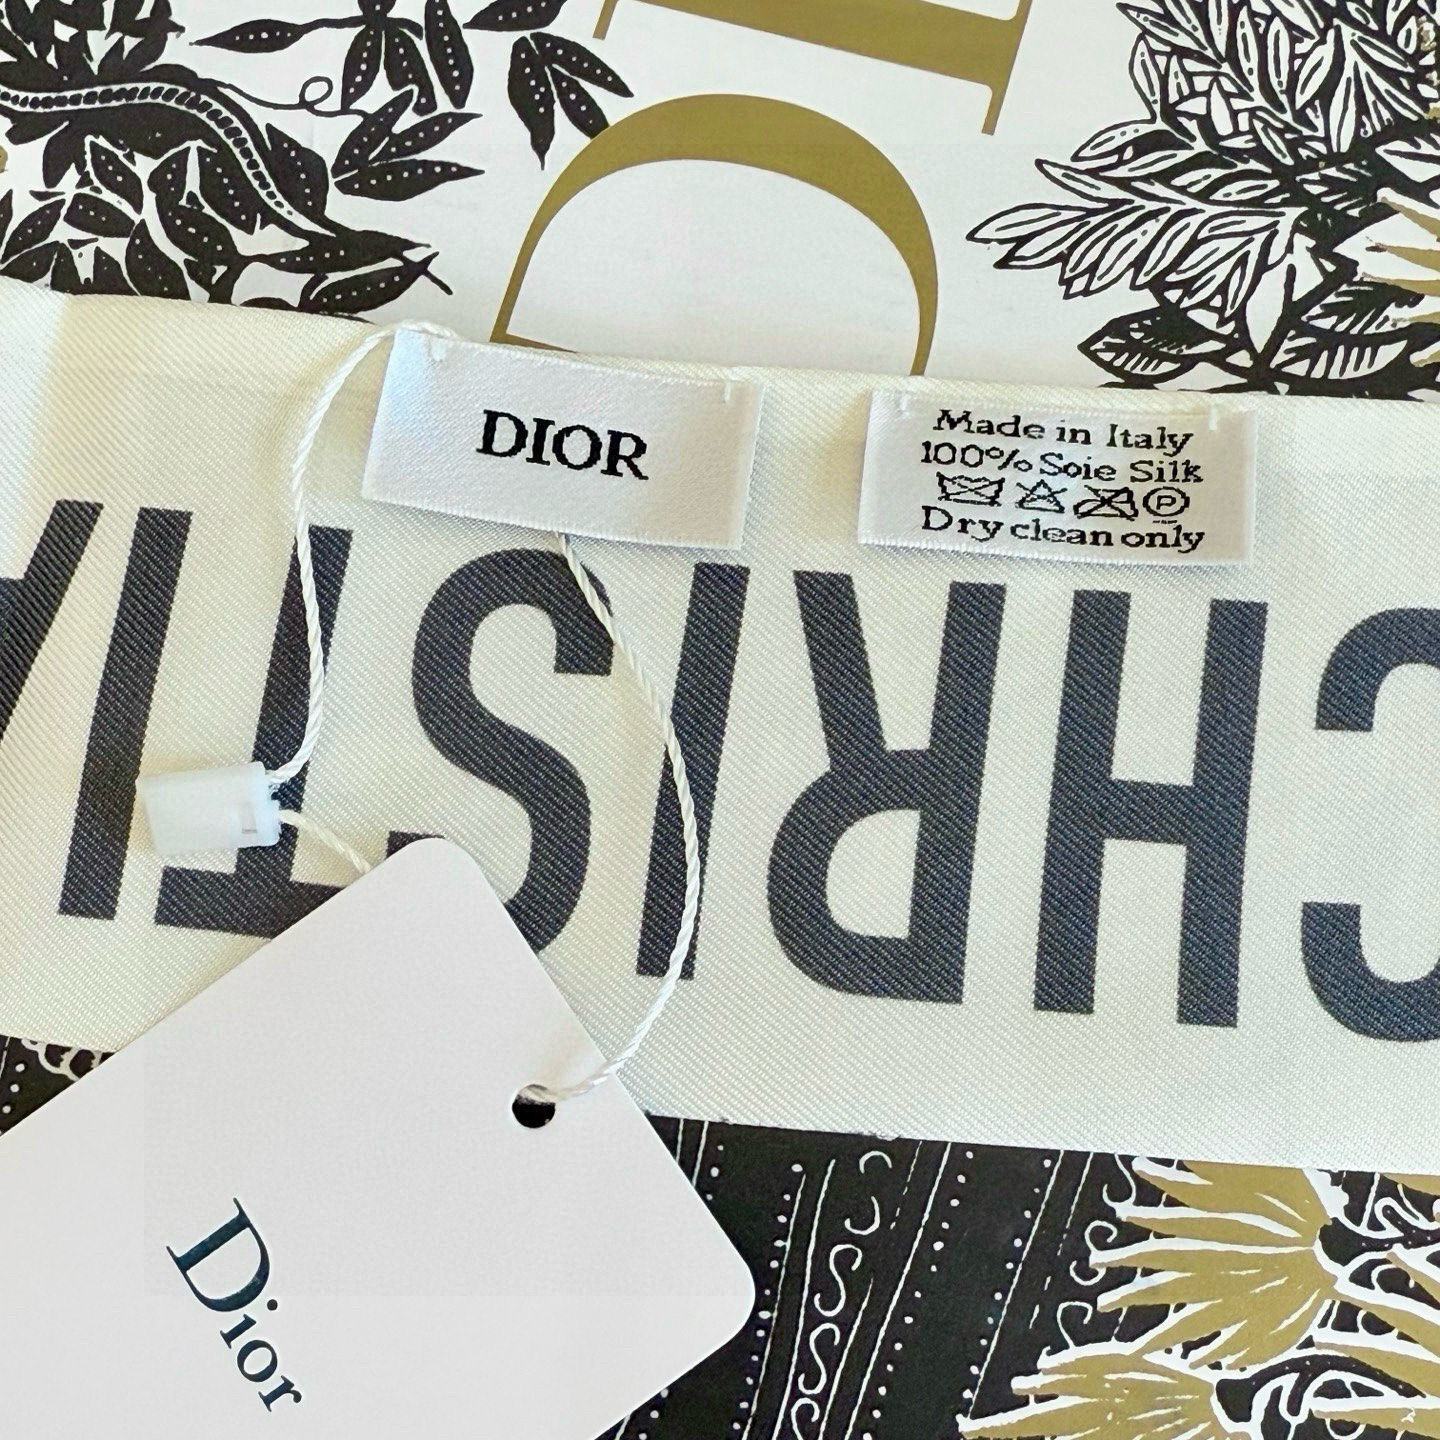 DIOR
Made in Italy
100% Soie Silk
P
Dry clean only
CHRISTIA
Dior